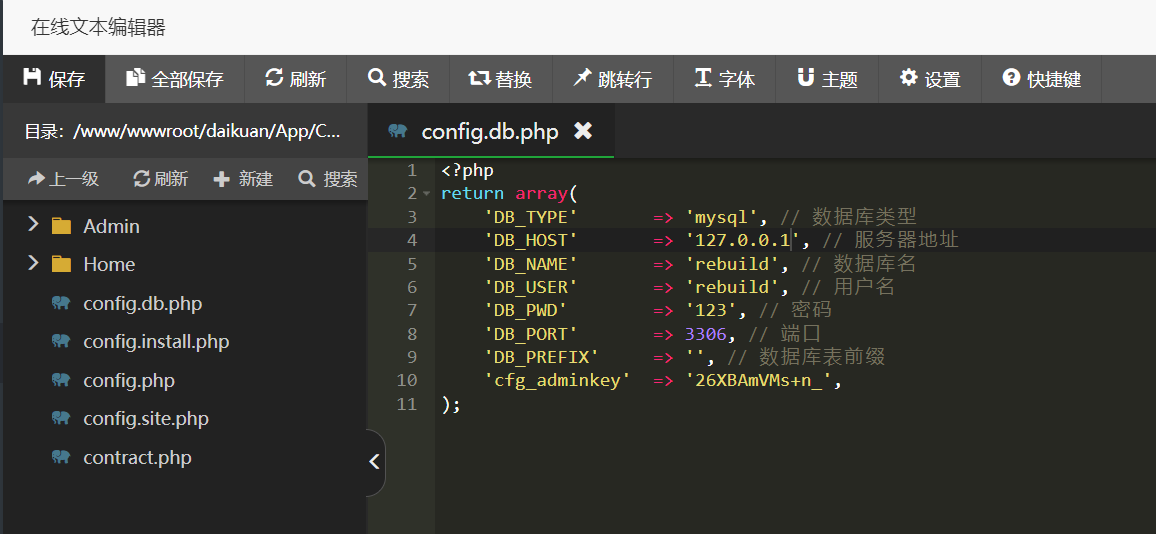 在线文本编辑器
保存 全部保存 刷新 搜索 替换 跳转行 字体 主题 设置 快捷键
目录: /www/wwwroot/daikuan/App/C...
上一级 刷新 新建 搜索
Admin
Home
config.db.php
config.install.php
config.php
config.site.php
contract.php
config.db.php
1 <?php
2 return array(
3 'DB_TYPE' => 'mysql', // 数据库类型
4 'DB_HOST' => '127.0.0.1', // 服务器地址
5 'DB_NAME' => 'rebuild', // 数据库名
6 'DB_USER' => 'rebuild', // 用户名
7 'DB_PWD' => '123', // 密码
8 'DB_PORT' => 3306, // 端口
9 'DB_PREFIX' => '', // 数据库表前缀
10 'cfg_adminkey' => '26XBAmVMs+n_',
11 );